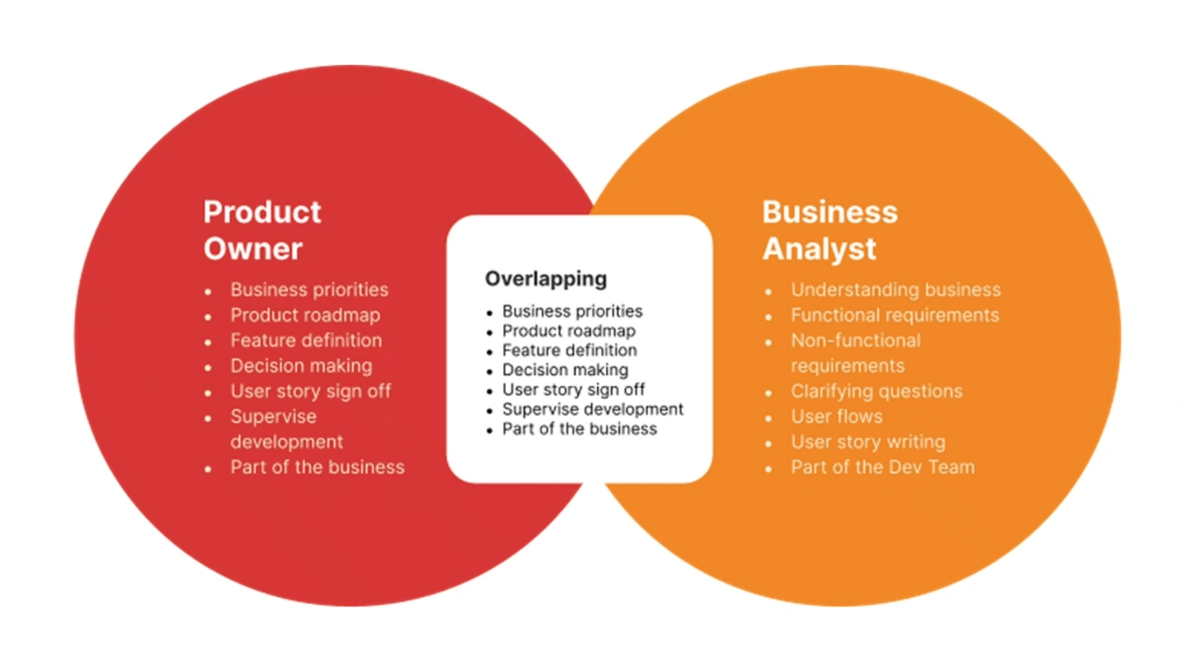 Product
Owner
• Business priorities
• Product roadmap
• Feature definition
• Decision making
• User story sign off
• Supervise
development
• Part of the business
Overlapping
• Business priorities
• Product roadmap
• Feature definition
• Decision making
• User story sign off
• Supervise development
• Part of the business
Business
Analyst
• Understanding business
• Functional requirements
• Non-functional
requirements
• Clarifying questions
• User flows
• User story writing
• Part of the Dev Team